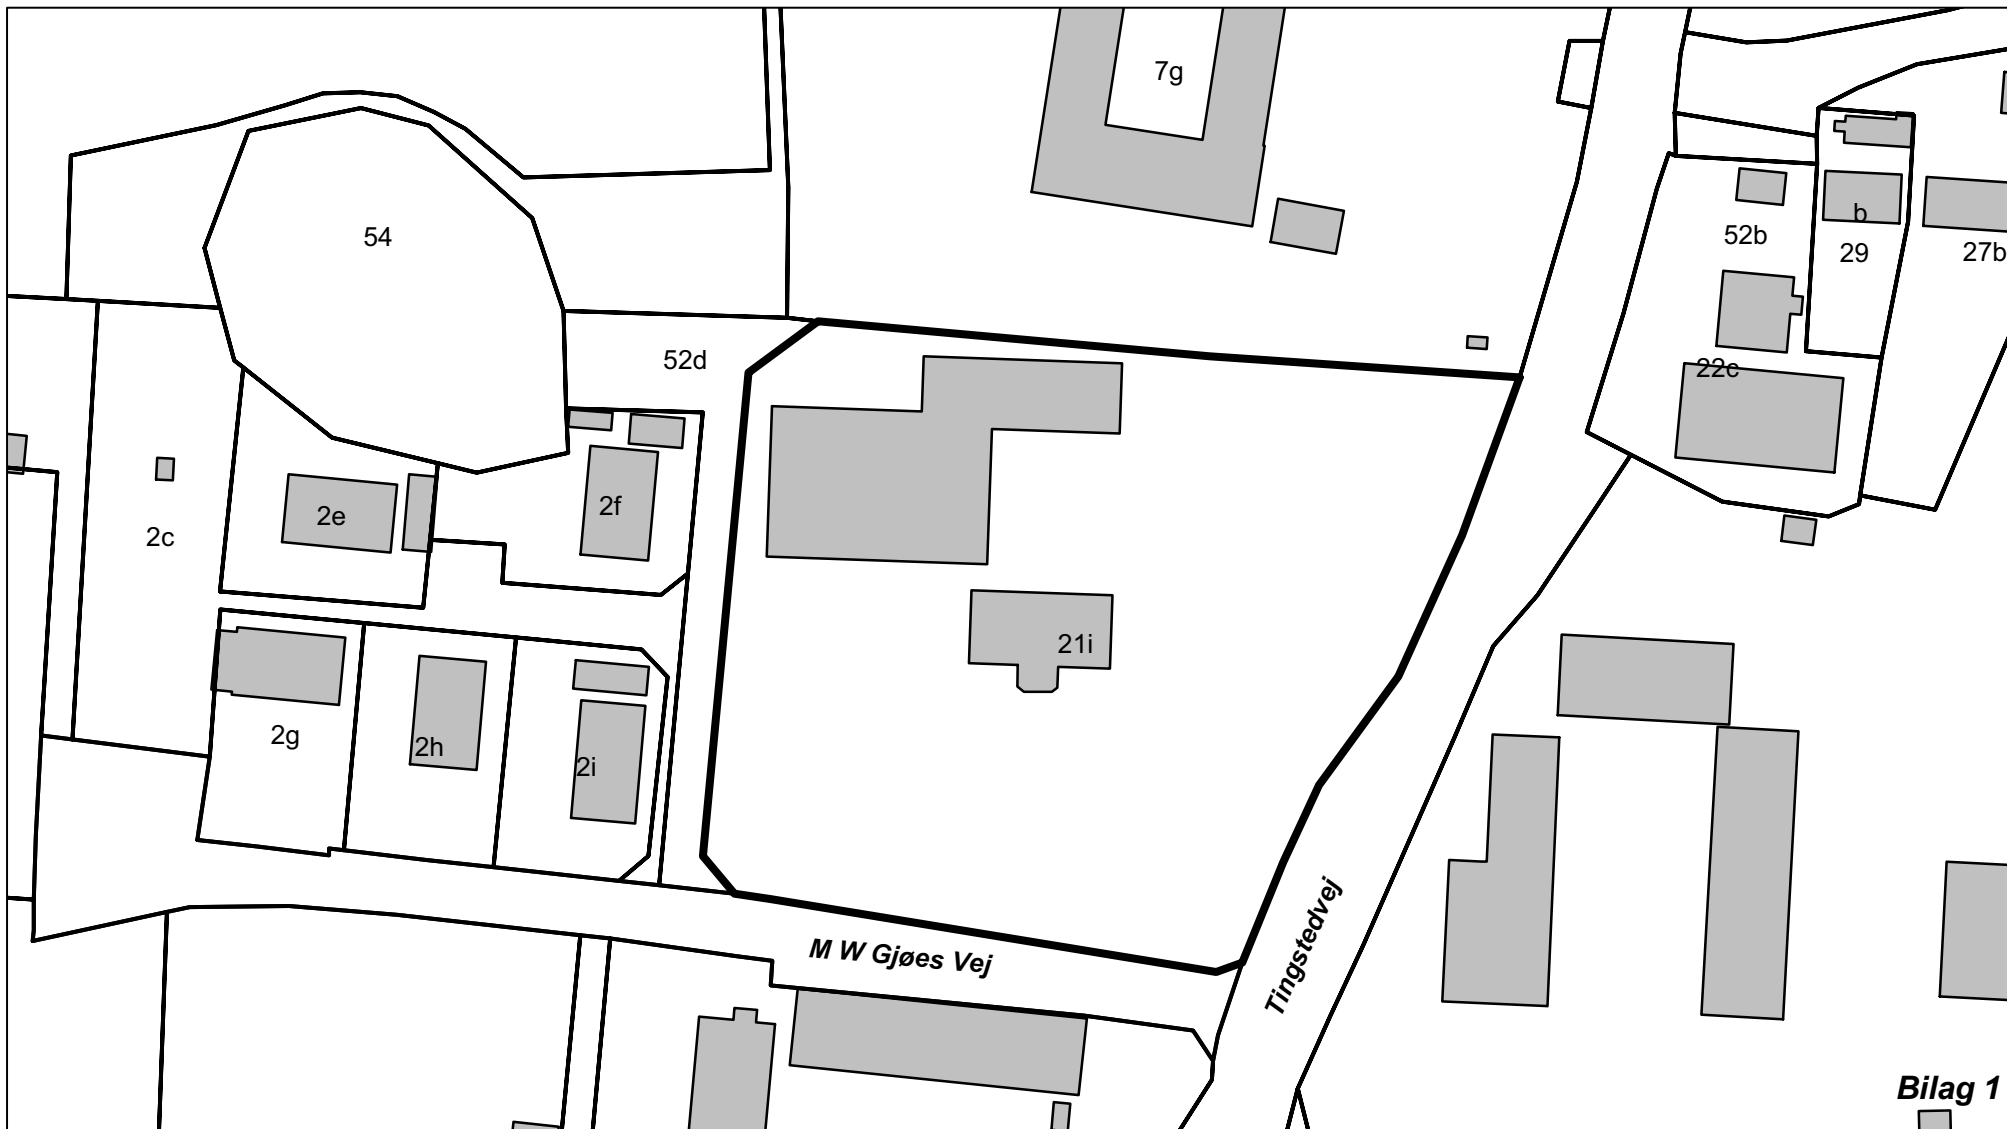 7g
54
b
52b
29
27b
52d
22c
2f
2e
2c
21i
2g
2h
2i
M W Gjøes Vej
Tingstedvej
Bilag 1